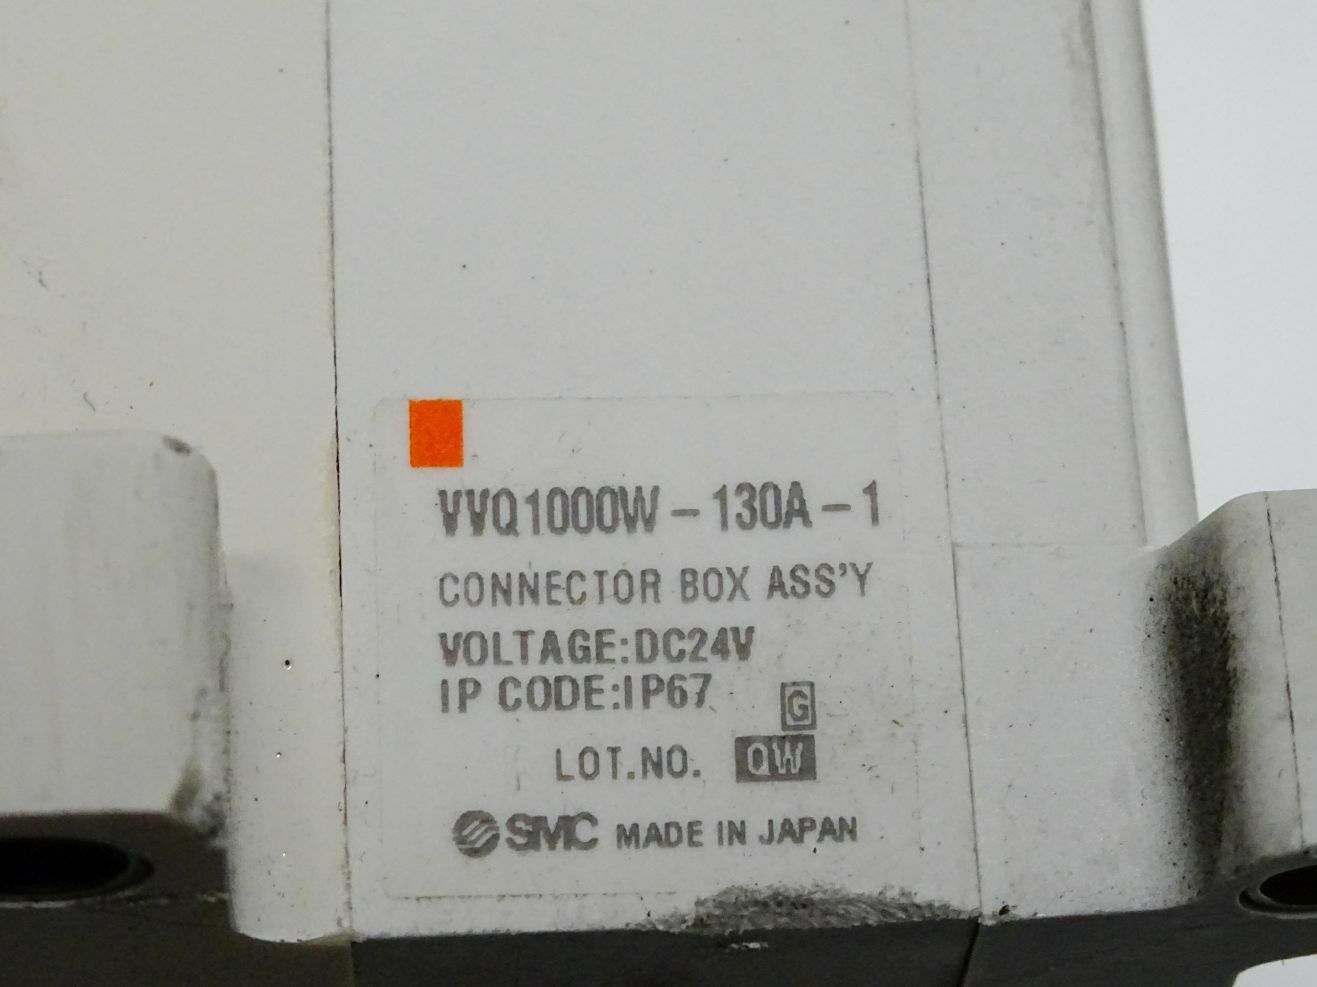 VVQ1000W-130A-1
CONNECTOR BOX ASS'Y
VOLTAGE:DC24V
IP CODE:IP67
G
LOT.NO. QW
SMC MADE IN JAPAN